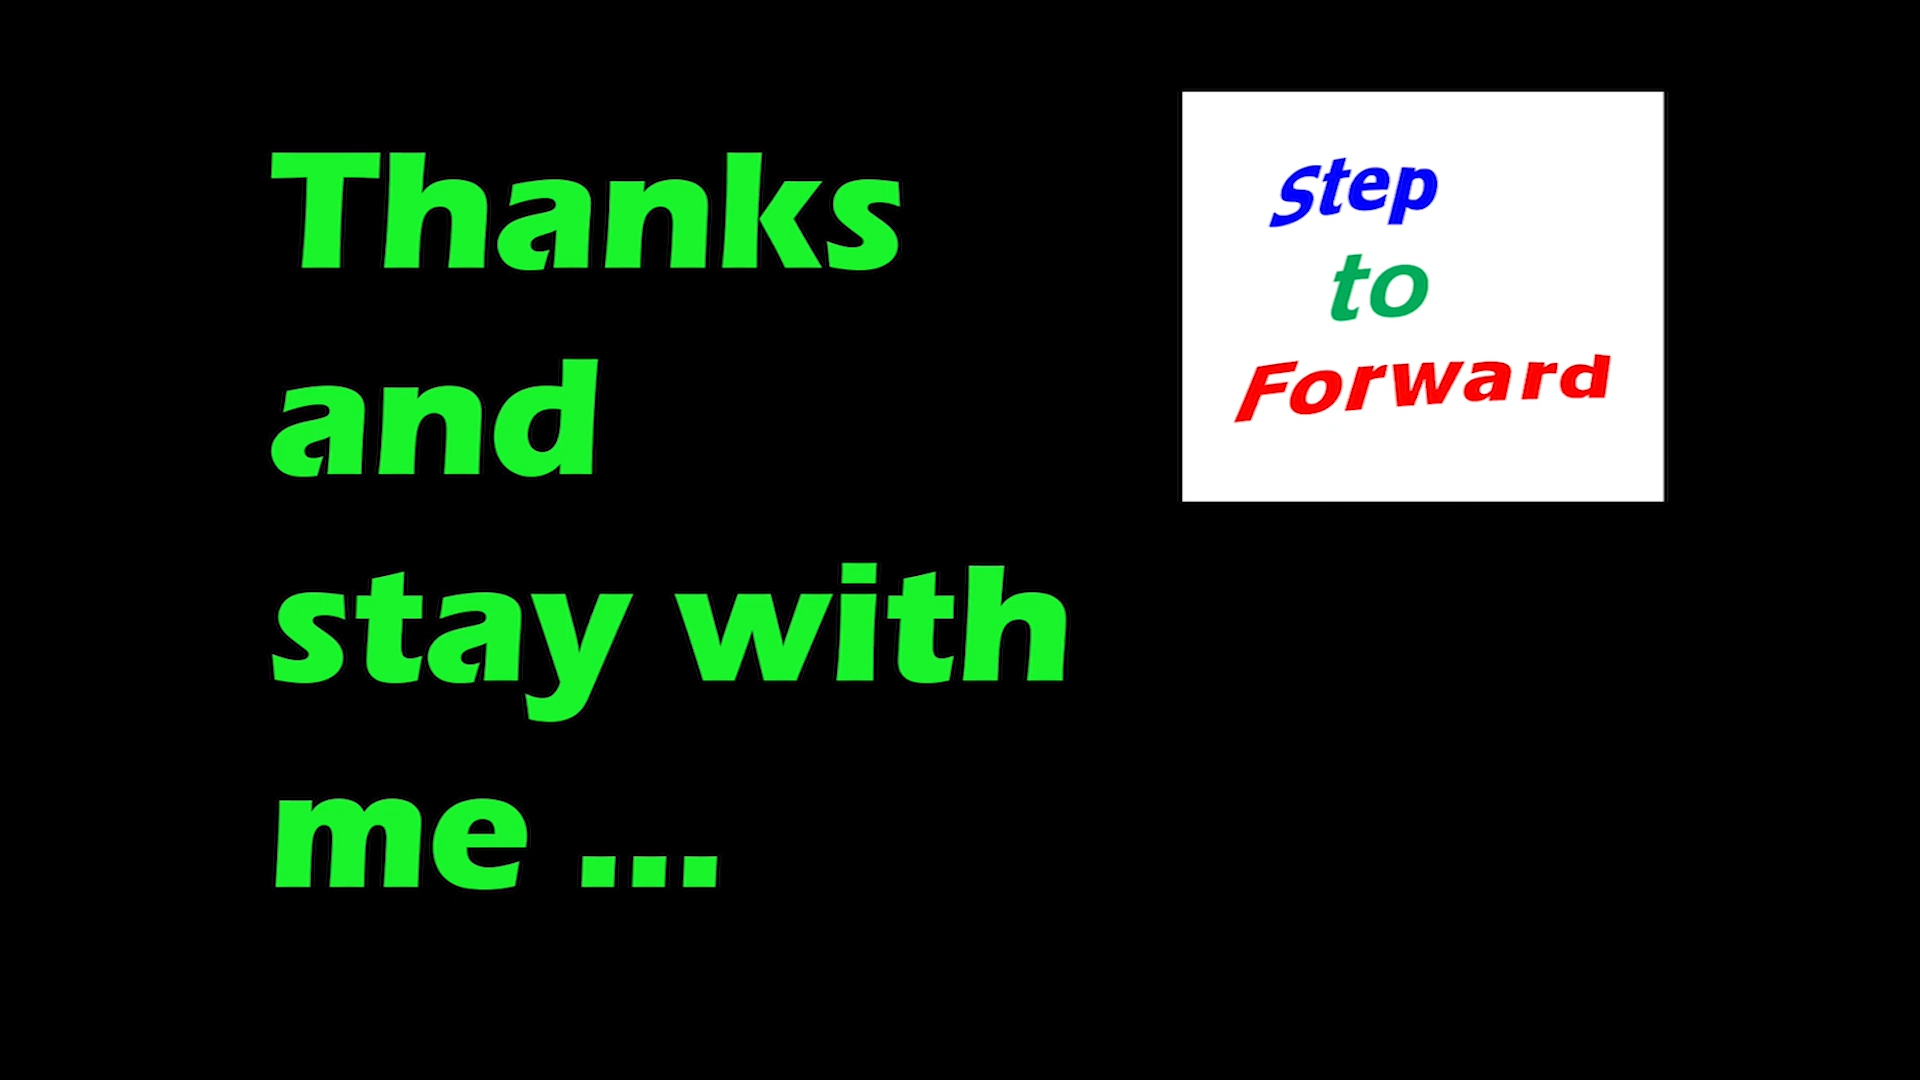 Thanks
and
stay with
me ...
Step
to
Forward